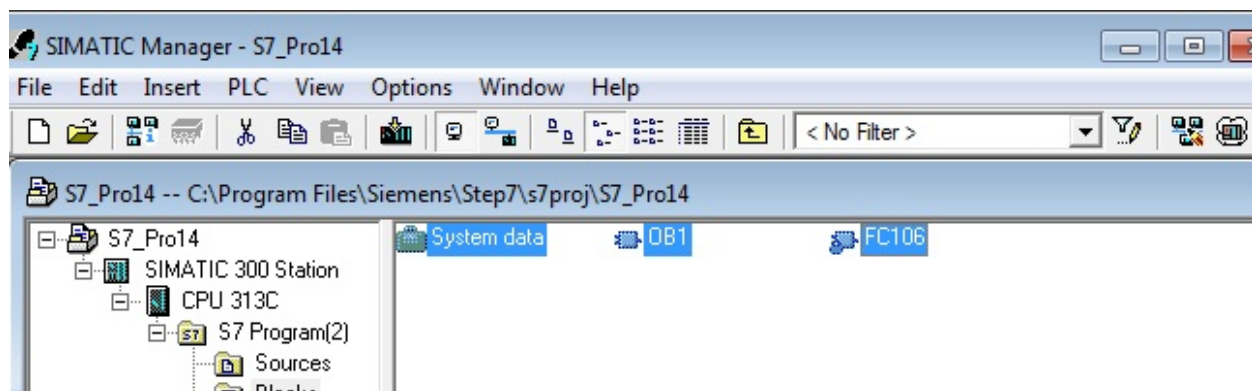 SIMATIC Manager - S7_Pro14
File Edit Insert PLC View Options Window Help
< No Filter >
S7_Pro14 -- C:\Program Files\Siemens\Step7\s7proj\S7_Pro14
S7_Pro14
System data OB1 FC106
SIMATIC 300 Station
CPU 313C
S7 Program(2)
Sources
Blocks